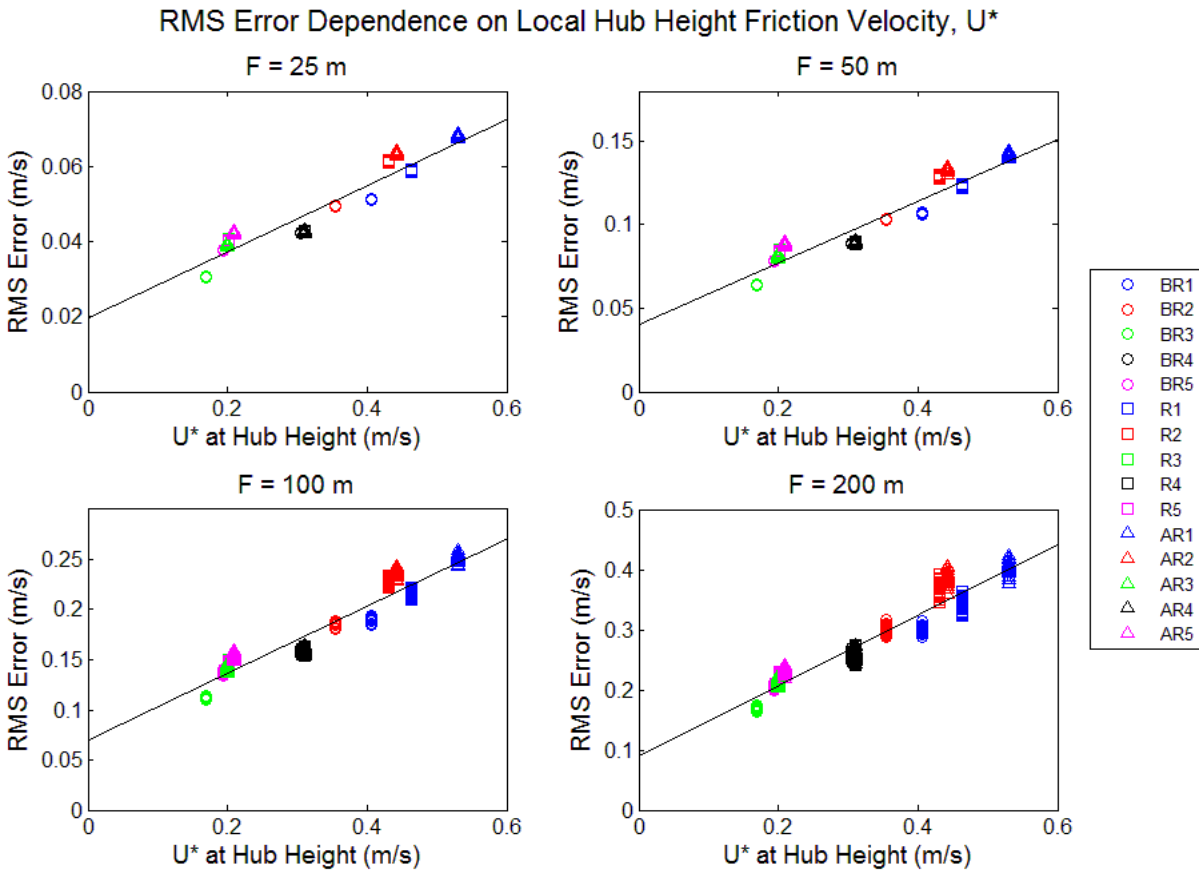 RMS Error Dependence on Local Hub Height Friction Velocity, U*
F = 25 m
RMS Error (m/s)
0.08
0.06
0.04
0.02
0
0 0.2 0.4 0.6
U* at Hub Height (m/s)
F = 50 m
RMS Error (m/s)
0.15
0.1
0.05
0
0 0.2 0.4 0.6
U* at Hub Height (m/s)
F = 100 m
RMS Error (m/s)
0.25
0.2
0.15
0.1
0.05
0
0 0.2 0.4 0.6
U* at Hub Height (m/s)
F = 200 m
RMS Error (m/s)
0.5
0.4
0.3
0.2
0.1
0
0 0.2 0.4 0.6
U* at Hub Height (m/s)
BR1
BR2
BR3
BR4
BR5
R1
R2
R3
R4
R5
AR1
AR2
AR3
AR4
AR5